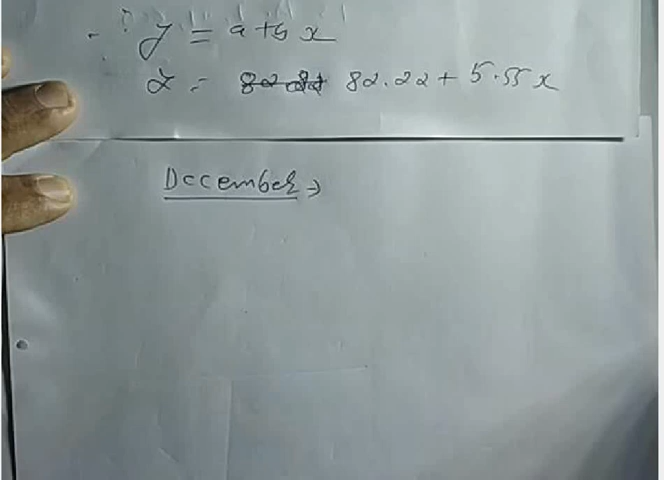 y = a + b x
y = 82.22 + 5.55 x
December ⇒